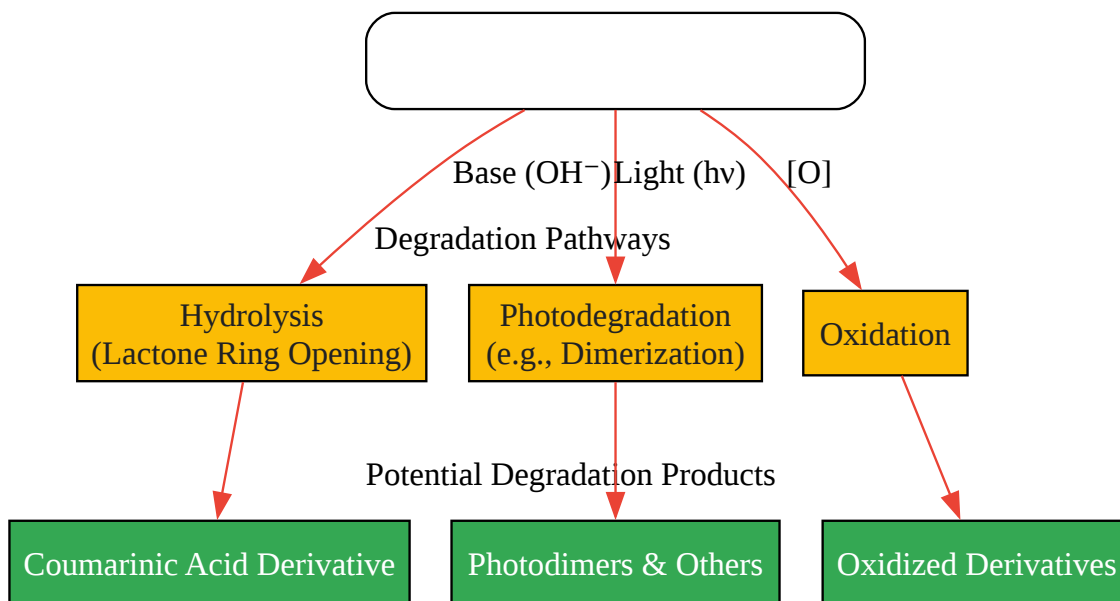 Base (OH⁻)
Light (hν)
[O]
Degradation Pathways
Hydrolysis
(Lactone Ring Opening)
Photodegradation
(e.g., Dimerization)
Oxidation
Potential Degradation Products
Coumarinic Acid Derivative
Photodimers & Others
Oxidized Derivatives